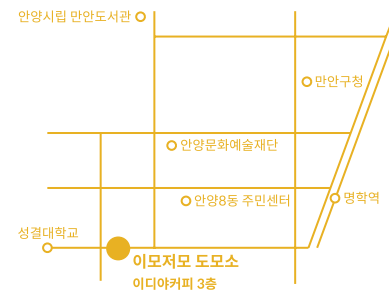 안양시립 만안도서관
만안구청
안양문화예술재단
안양8동 주민센터
명학역
성결대학교
이모저모 도모소
이디야커피 3층